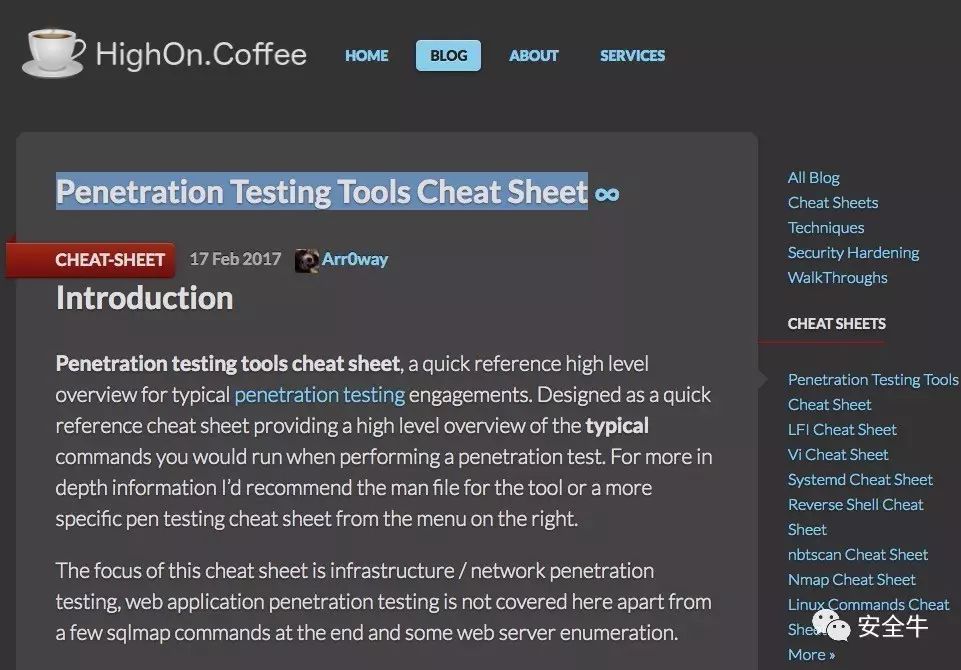 HighOn.Coffee
HOME BLOG ABOUT SERVICES
Penetration Testing Tools Cheat Sheet ∞
CHEAT-SHEET 17 Feb 2017 Arr0way
Introduction
Penetration testing tools cheat sheet, a quick reference high level
overview for typical penetration testing engagements. Designed as a quick
reference cheat sheet providing a high level overview of the typical
commands you would run when performing a penetration test. For more in
depth information I'd recommend the man file for the tool or a more
specific pen testing cheat sheet from the menu on the right.
The focus of this cheat sheet is infrastructure / network penetration
testing, web application penetration testing is not covered here apart from
a few sqlmap commands at the end and some web server enumeration.
All Blog
Cheat Sheets
Techniques
Security Hardening
WalkThroughs
CHEAT SHEETS
Penetration Testing Tools
Cheat Sheet
LFI Cheat Sheet
Vi Cheat Sheet
Systemd Cheat Sheet
Reverse Shell Cheat
Sheet
nbtscan Cheat Sheet
Nmap Cheat Sheet
Linux Commands Cheat
More »
安全牛